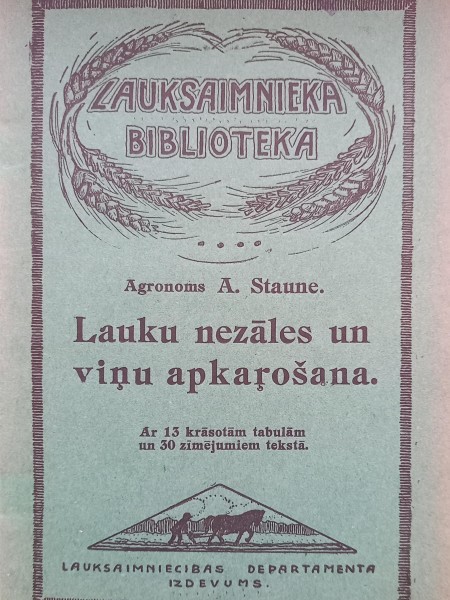 LAUKSAIMNIEKA
BIBLIOTEKA
Agronoms A. Staune.
Lauku nezāles un
viņu apkaŗošana.
Ar 13 krāsotām tabulām
un 30 zīmējumiem tekstā.
LAUKSAIMNIECIBAS DEPARTAMENTA
IZDEVUMS.